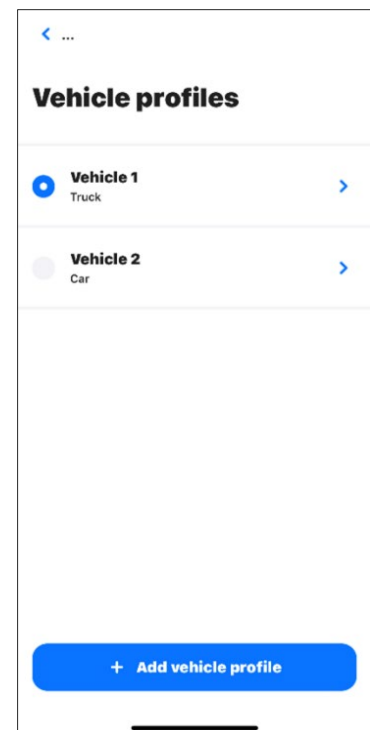 ...
Vehicle profiles
Vehicle 1
Truck
Vehicle 2
Car
+ Add vehicle profile